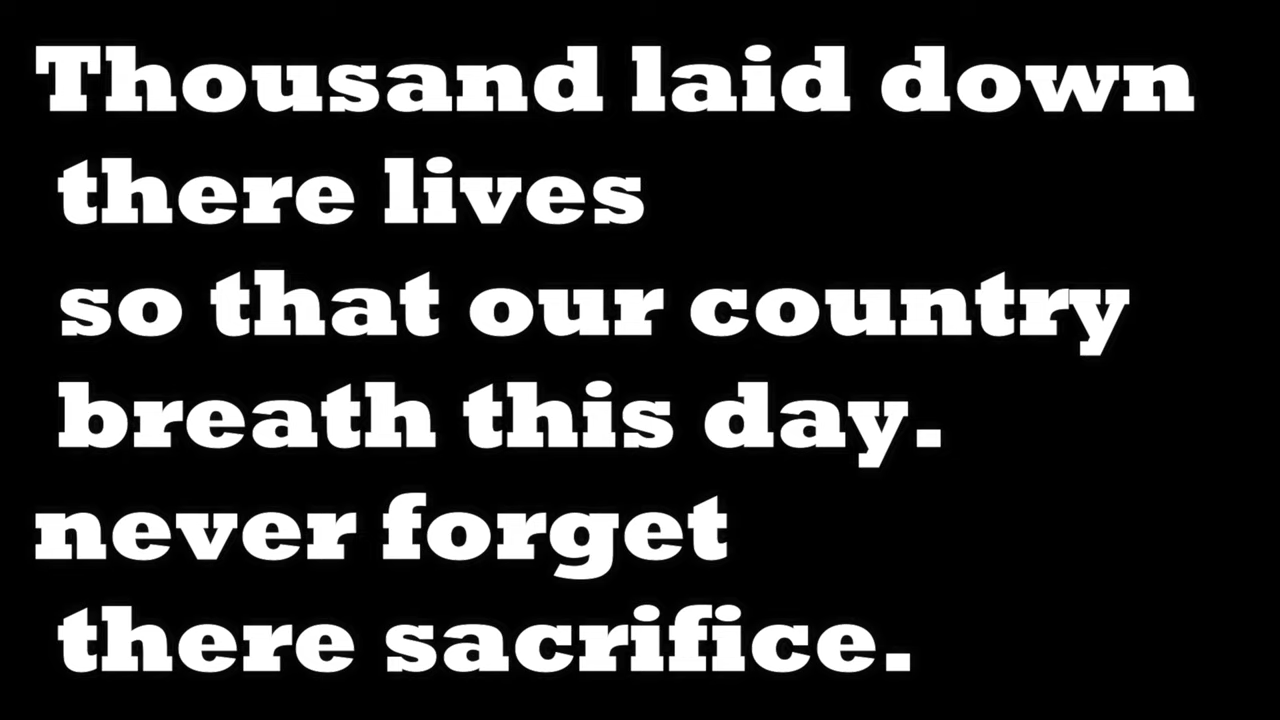 Thousand laid down
there lives
so that our country
breath this day.
never forget
there sacrifice.